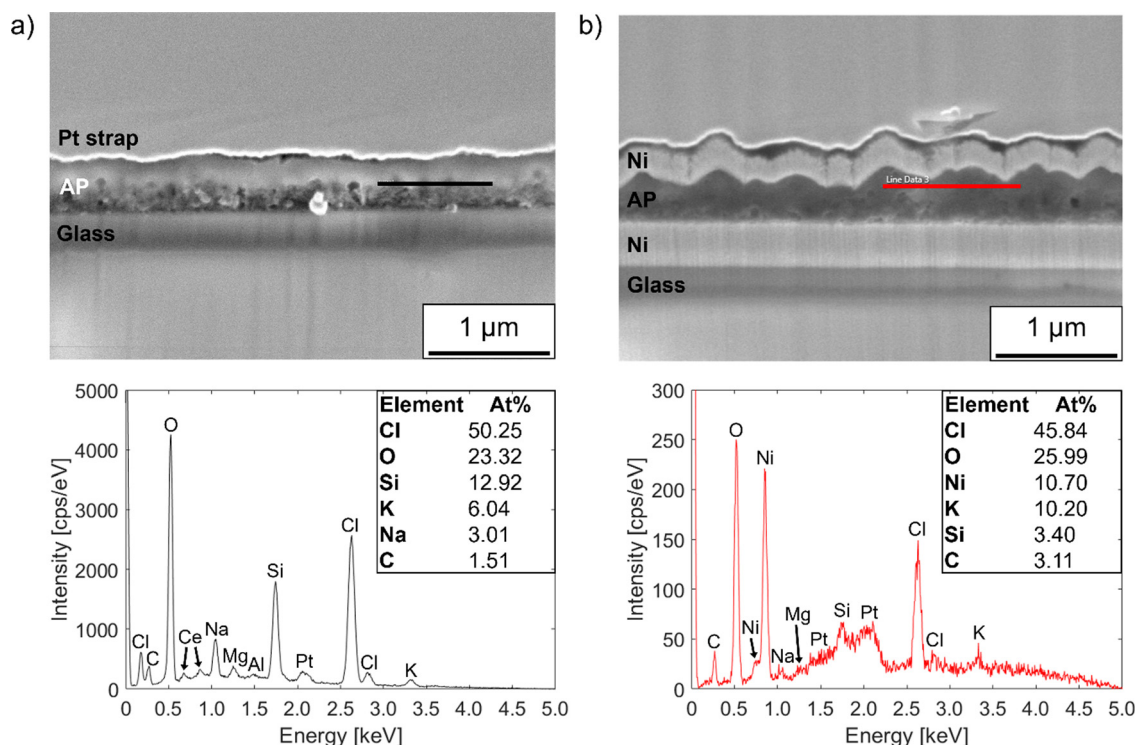 a)
Pt strap
AP
Glass
1 µm
b)
Ni
Line Data 3
AP
Ni
Glass
1 µm
5000
4000
3000
2000
1000
0
Intensity [cps/eV]
O
Cl
C
Ce
Na
Mg
Al
Si
Pt
Cl
Cl
K
Element At%
Cl 50.25
O 23.32
Si 12.92
K 6.04
Na 3.01
C 1.51
0 0.5 1.0 1.5 2.0 2.5 3.0 3.5 4.0 4.5 5.0
Energy [keV]
300
250
200
150
100
50
0
Intensity [cps/eV]
O
Ni
C
Ni
Na
Mg
Pt
Si
Pt
Cl
Cl
K
Element At%
Cl 45.84
O 25.99
Ni 10.70
K 10.20
Si 3.40
C 3.11
0 0.5 1.0 1.5 2.0 2.5 3.0 3.5 4.0 4.5 5.0
Energy [keV]